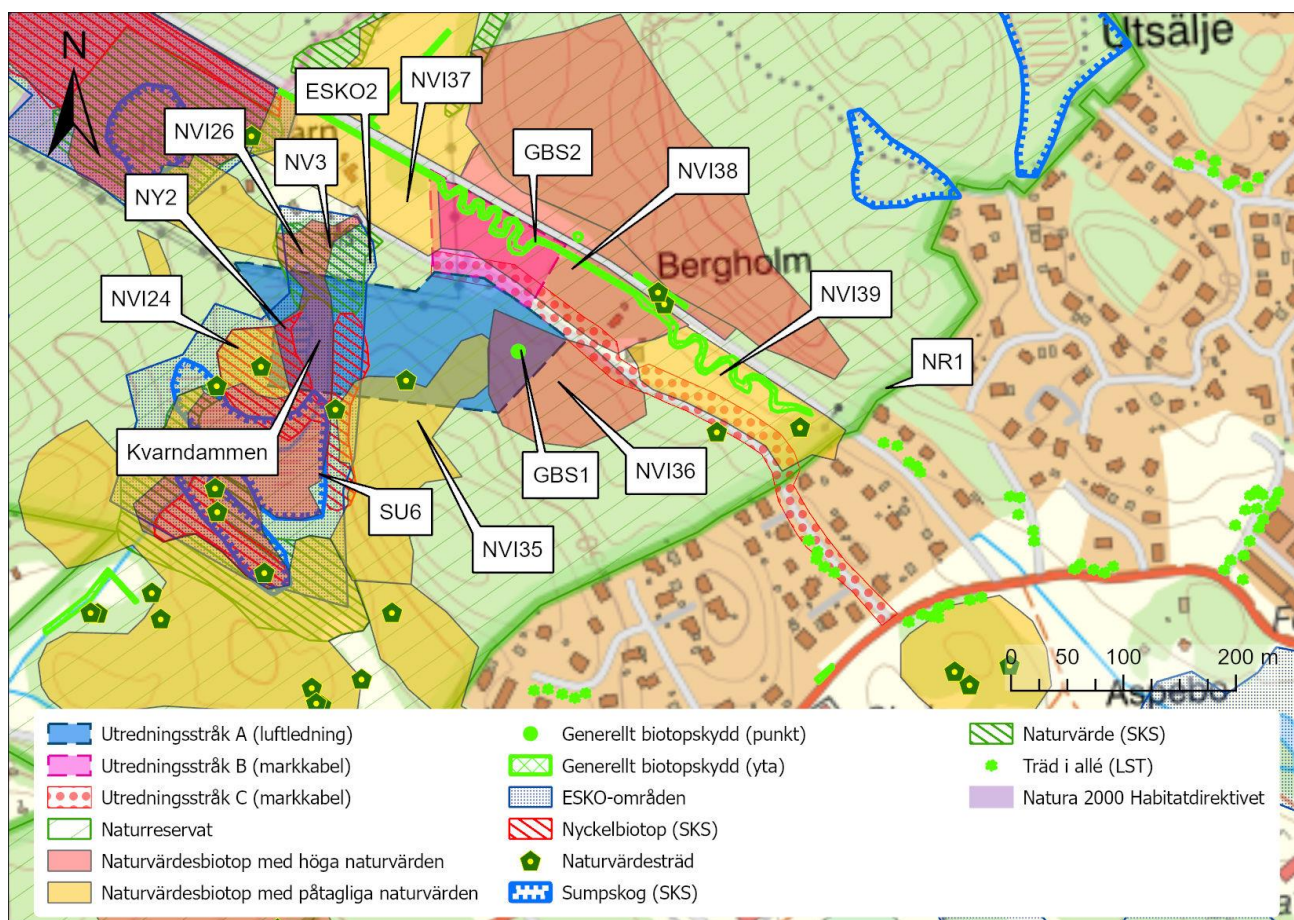 Utsälje
N
NVI37
ESKO2
NVI26
arn
GBS2
NVI38
NV3
NY2
Bergholm
NVI39
NVI24
NR1
Kvarndammen
GBS1
NVI36
SU6
NVI35
0 50 100 200 m
Aspebo
Utredningsstråk A (luftledning)
Utredningsstråk B (markkabel)
Utredningsstråk C (markkabel)
Naturreservat
Naturvärdesbiotop med höga naturvärden
Naturvärdesbiotop med påtagliga naturvärden
Generellt biotopskydd (punkt)
Generellt biotopskydd (yta)
ESKO-områden
Nyckelbiotop (SKS)
Naturvärdesträd
Sumpskog (SKS)
Naturvärde (SKS)
Träd i allé (LST)
Natura 2000 Habitatdirektivet